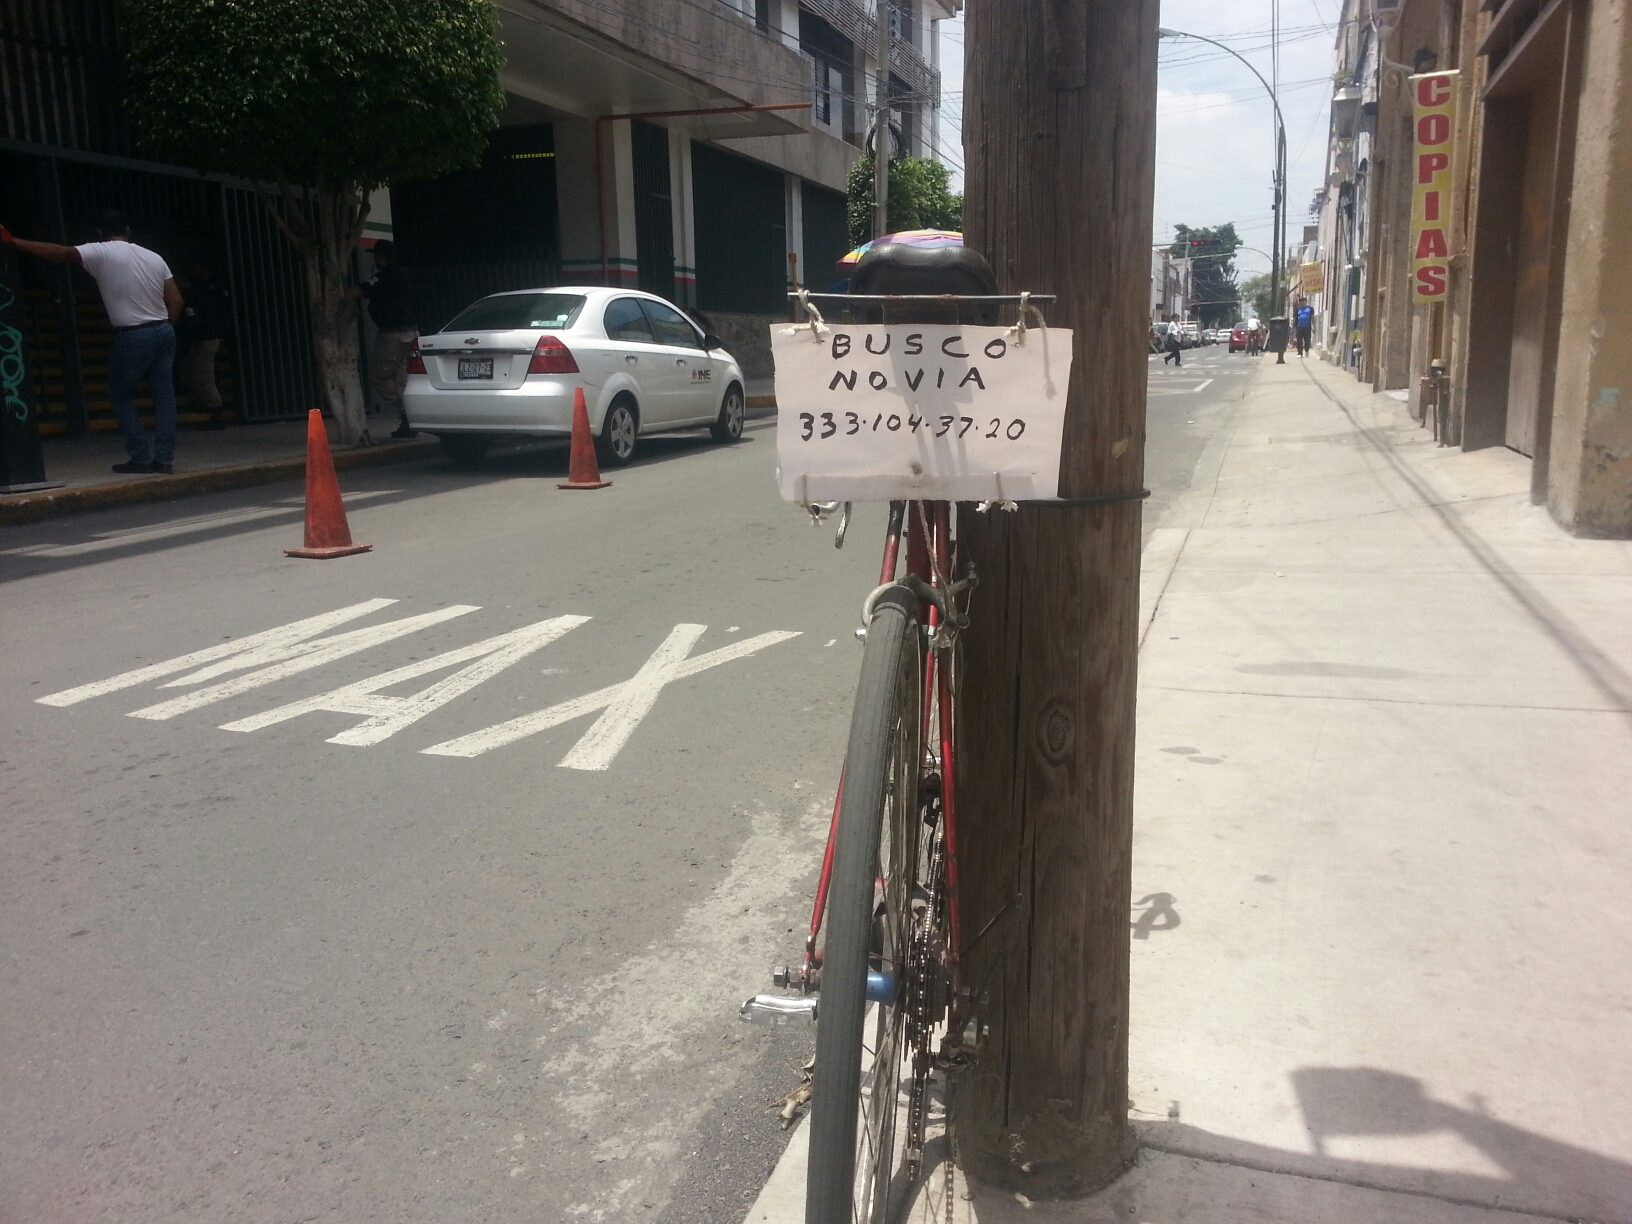 BUSCO
NOVIA
333·104·37·20
COPIAS
INE
MAX